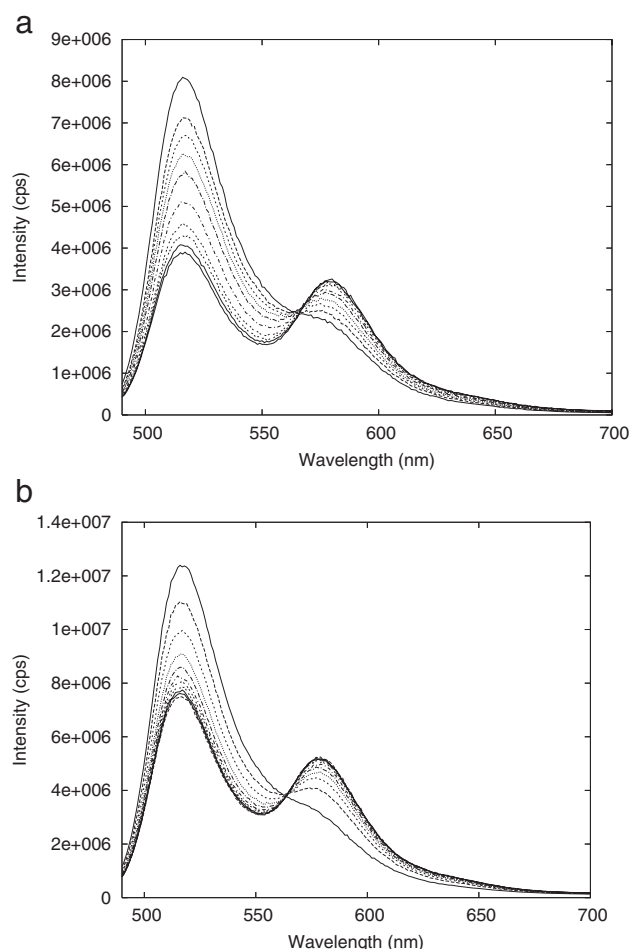 a
9e+006
8e+006
7e+006
6e+006
5e+006
4e+006
3e+006
2e+006
1e+006
0
Intensity (cps)
500 550 600 650 700
Wavelength (nm)
b
1.4e+007
1.2e+007
1e+007
8e+006
6e+006
4e+006
2e+006
0
Intensity (cps)
500 550 600 650 700
Wavelength (nm)